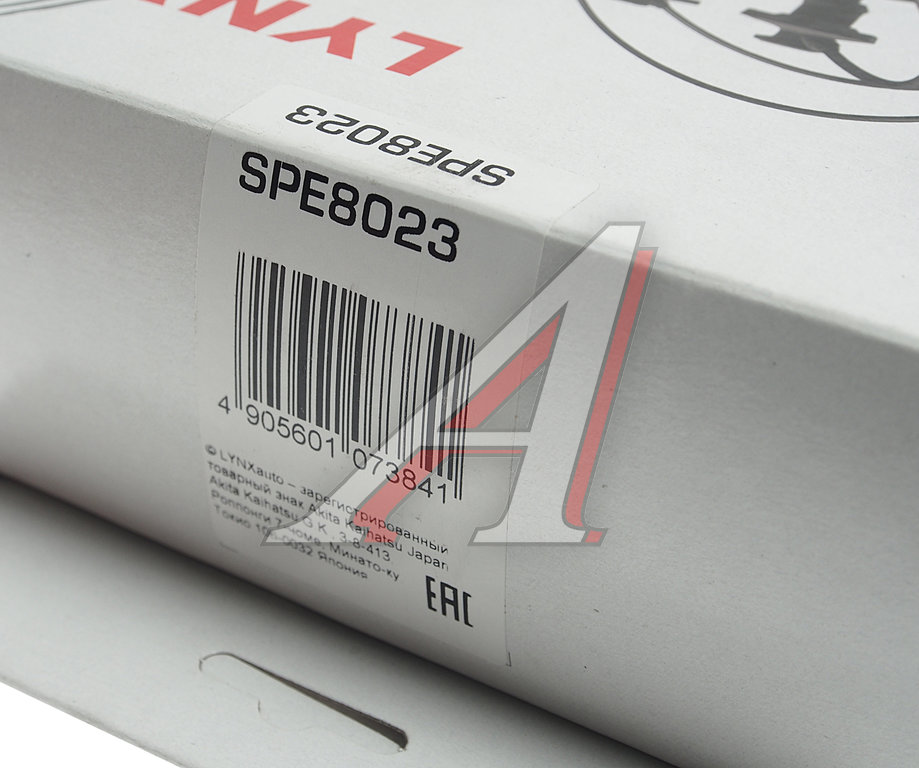 LYN
SPE8023
SPE8023
4 905601 073841
© LYNXauto – зарегистрированный
товарный знак Akita Kaihatsu Japan
Akita Kaihatsu G.K., 3-8-413
Роппонги 7-чоме, Минато-ку
Токио 106-0032 Япония
EAC